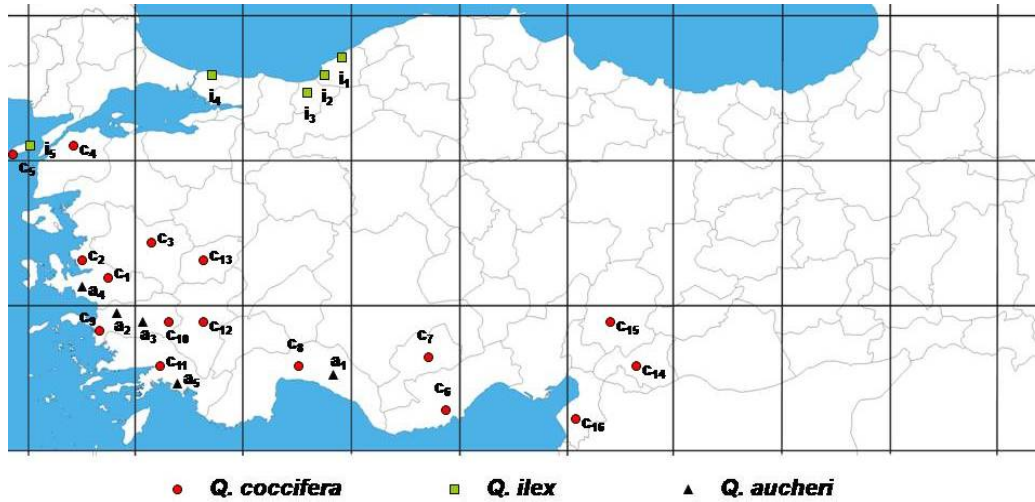 i1
i4
i2
i3
i5
c4
c5
c3
c2
c13
c1
a4
a2
c9
a3
c10
c12
c15
c7
c8
a1
c11
c14
a5
c6
c16
Q. coccifera Q. ilex Q. aucheri